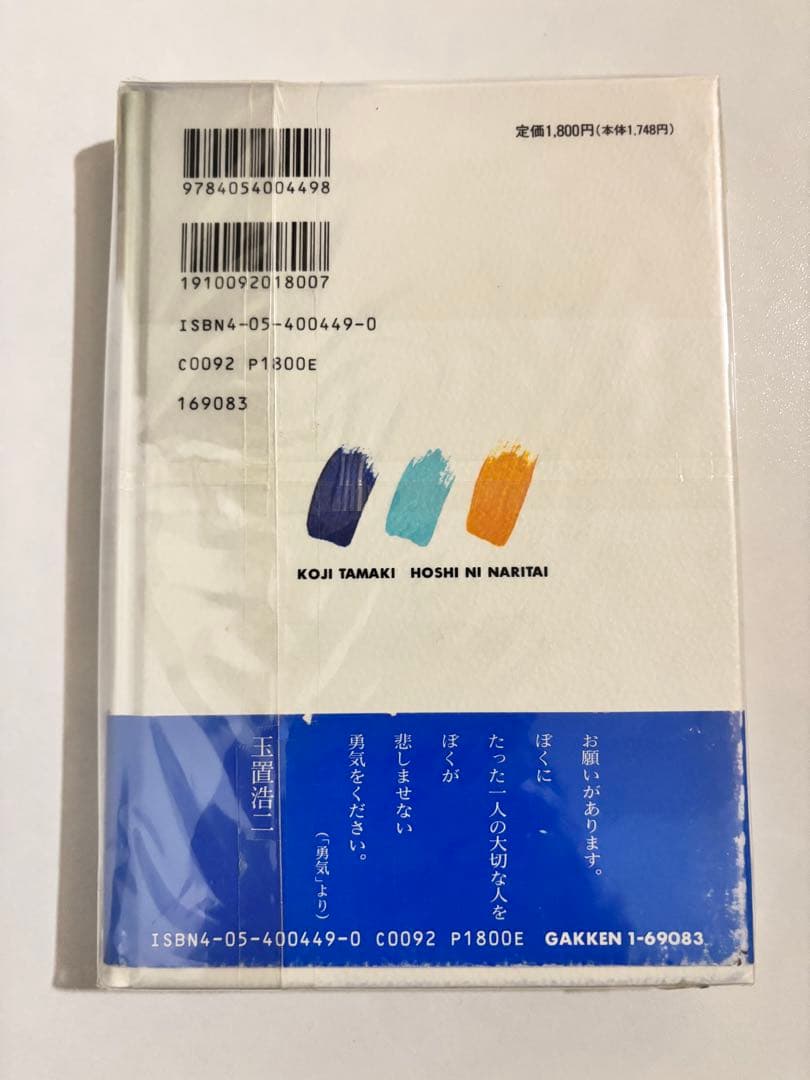 定価1,800円(本体1,748円)
9784054004498
1910092018007
ISBN4-05-400449-0
C0092 P1800E
169083
KOJI TAMAKI HOSHI NI NARITAI
お願いがあります。
ぼくに
たった一人の大切な人を
ぼくが
悲しませない
勇気をください。
(「勇気」より)
玉置浩二
ISBN4-05-400449-0 C0092 P1800E GAKKEN 1-69083